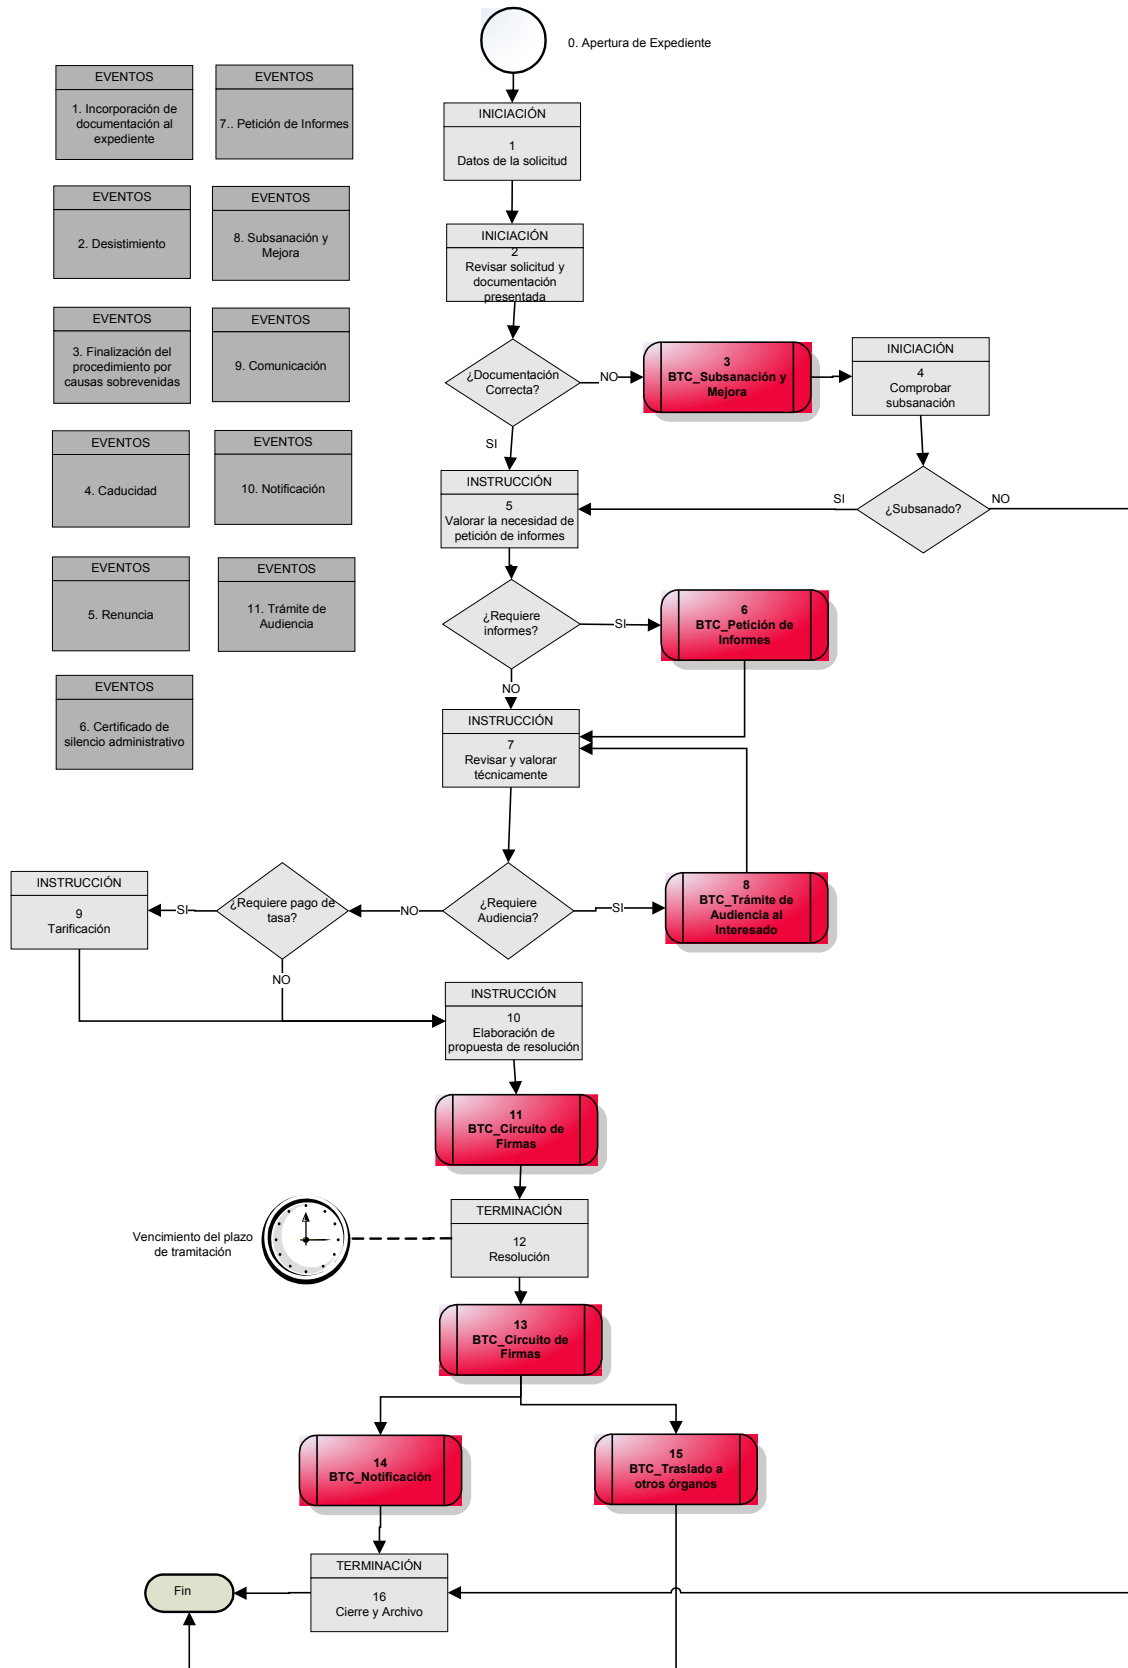 0. Apertura de Expediente
EVENTOS
1. Incorporación de
documentación al
expediente
EVENTOS
7.. Petición de Informes
EVENTOS
2. Desistimiento
EVENTOS
8. Subsanación y
Mejora
EVENTOS
3. Finalización del
procedimiento por
causas sobrevenidas
EVENTOS
9. Comunicación
EVENTOS
4. Caducidad
EVENTOS
10. Notificación
EVENTOS
5. Renuncia
EVENTOS
11. Trámite de
Audiencia
EVENTOS
6. Certificado de
silencio administrativo
INICIACIÓN
1
Datos de la solicitud
INICIACIÓN
2
Revisar solicitud y
documentación
presentada
¿Documentación
Correcta?
NO
3
BTC_Subsanación y
Mejora
INICIACIÓN
4
Comprobar
subsanación
SI
¿Subsanado?
SI
NO
INSTRUCCIÓN
5
Valorar la necesidad de
petición de informes
¿Requiere
informes?
SI
6
BTC_Petición de
Informes
NO
INSTRUCCIÓN
7
Revisar y valorar
técnicamente
¿Requiere
Audiencia?
SI
8
BTC_Trámite de
Audiencia al
Interesado
NO
¿Requiere pago de
tasa?
SI
INSTRUCCIÓN
9
Tarificación
NO
INSTRUCCIÓN
10
Elaboración de
propuesta de resolución
11
BTC_Circuito de
Firmas
Vencimiento del plazo
de tramitación
TERMINACIÓN
12
Resolución
13
BTC_Circuito de
Firmas
14
BTC_Notificación
15
BTC_Traslado a
otros órganos
TERMINACIÓN
16
Cierre y Archivo
Fin